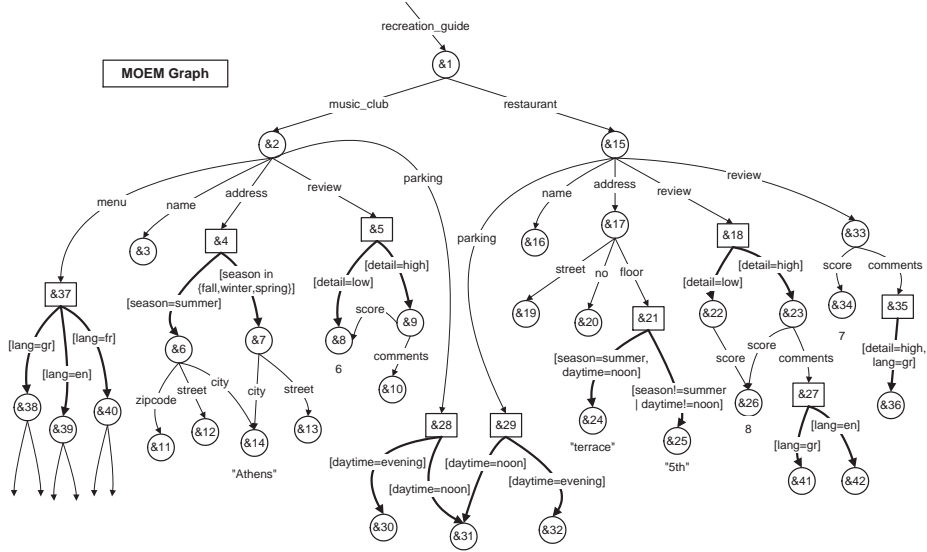 recreation_guide
MOEM Graph
&1
music_club
restaurant
&2
&15
menu
name
address
review
parking
parking
name
address
review
review
&3
&4
&5
&16
&17
&18
&33
[season=summer]
[season in
{fall,winter,spring}]
[detail=low]
[detail=high]
street
no
floor
[detail=low]
[detail=high]
score
comments
&37
&6
&7
&8
6
score
&9
&19
&20
&21
&22
&23
&34
7
&35
[lang=gr]
[lang=en]
[lang=fr]
zipcode
street
city
city
street
comments
&10
[season=summer,
daytime=noon]
[season!=summer
| daytime!=noon]
score
score
comments
[detail=high,
lang=gr]
&38
&39
&40
&11
&12
&14
"Athens"
&13
&28
&29
&24
"terrace"
&25
"5th"
&26
8
&27
&36
[daytime=evening]
[daytime=noon]
[daytime=noon]
[daytime=evening]
[lang=gr]
[lang=en]
&30
&31
&32
&41
&42